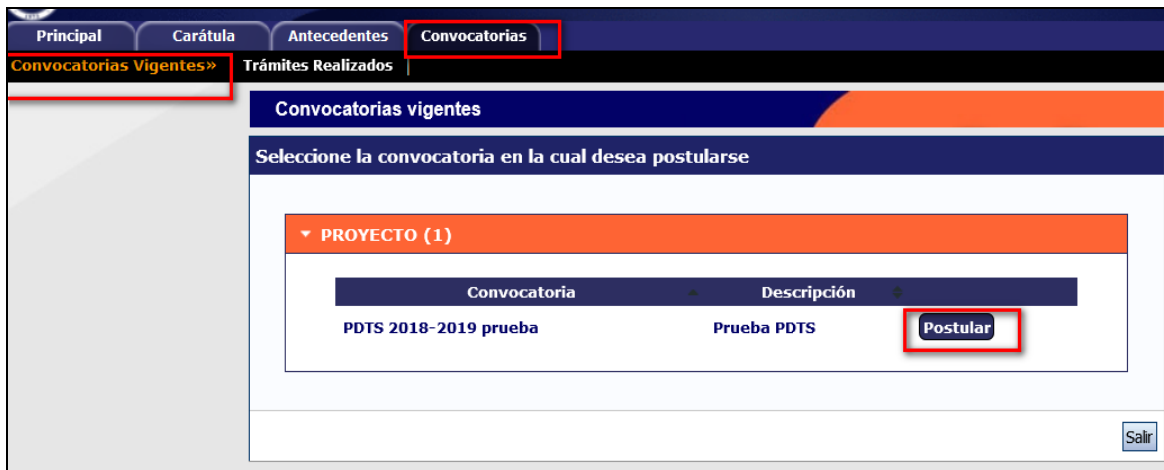 Principal Carátula Antecedentes Convocatorias
Convocatorias Vigentes» Trámites Realizados
Convocatorias vigentes
Seleccione la convocatoria en la cual desea postularse
PROYECTO (1)
Convocatoria Descripción
PDTS 2018-2019 prueba Prueba PDTS Postular
Salir